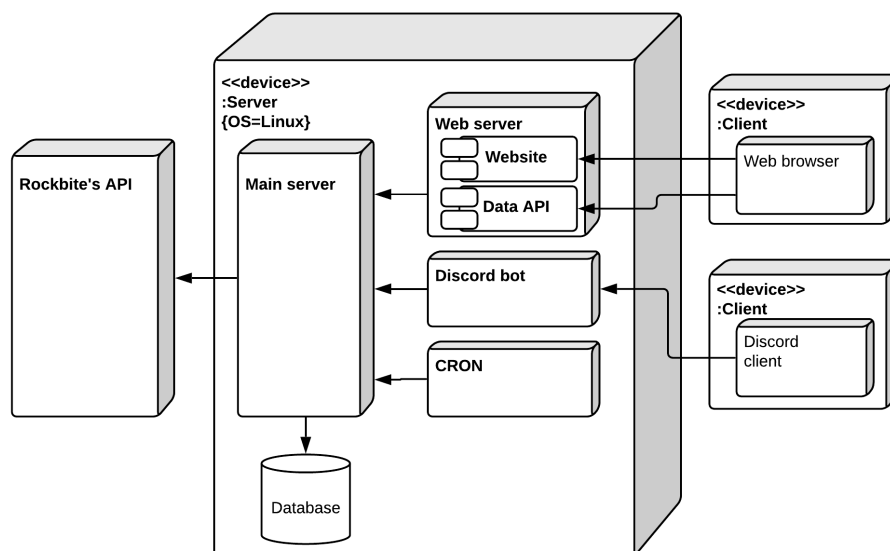 <<device>>
:Server
{OS=Linux}
Rockbite's API
Main server
Web server
Website
Data API
Discord bot
CRON
Database
<<device>>
:Client
Web browser
<<device>>
:Client
Discord
client